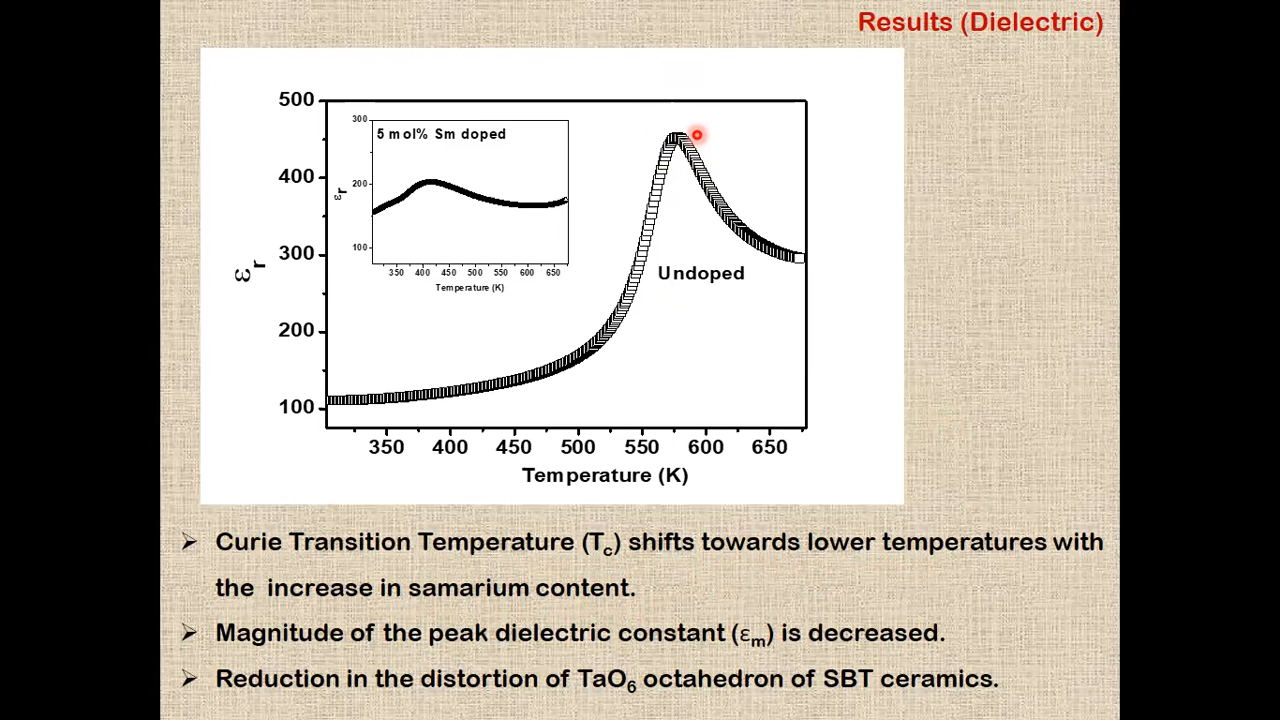 Results (Dielectric)
500
400
300
200
100
εr
350 400 450 500 550 600 650
Temperature (K)
Undoped
5 mol% Sm doped
300
200
100
εr
350 400 450 500 550 600 650
Temperature (K)
➢ Curie Transition Temperature (Tc) shifts towards lower temperatures with
the increase in samarium content.
➢ Magnitude of the peak dielectric constant (εm) is decreased.
➢ Reduction in the distortion of TaO6 octahedron of SBT ceramics.